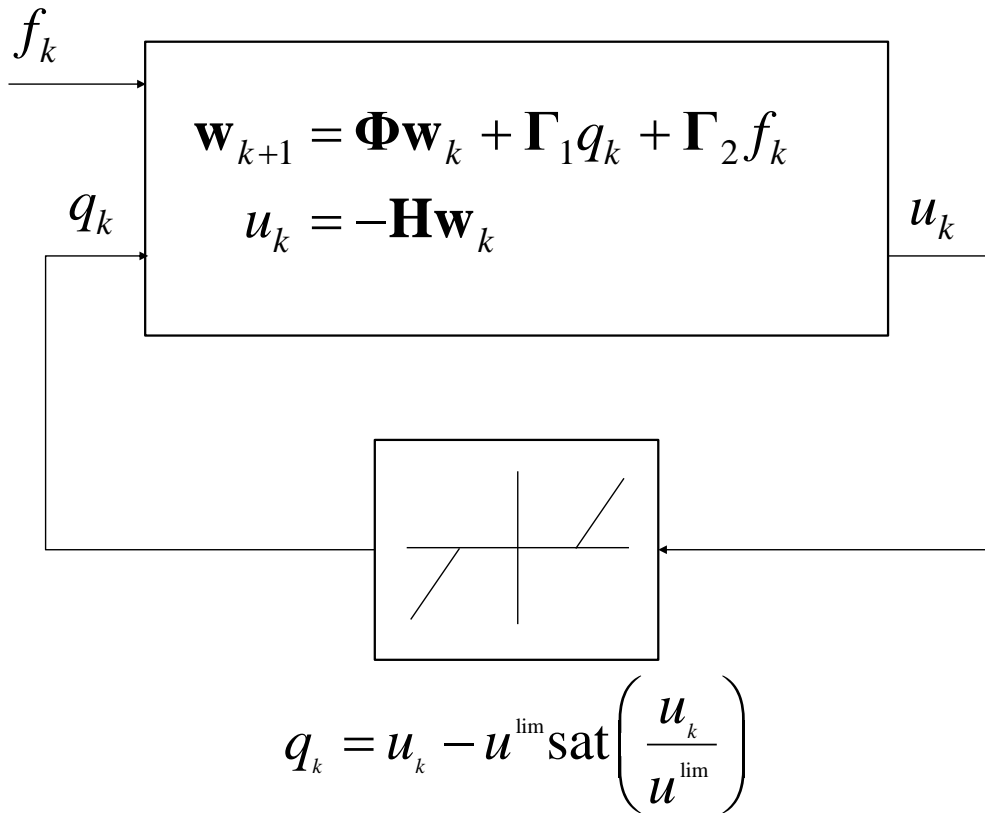 f_k
𝐰_{k+1} = 𝚽𝐰_k + 𝚪_1 q_k + 𝚪_2 f_k
q_k
u_k = −𝐇𝐰_k
u_k
q_k = u_k − u^{lim} sat(u_k / u^{lim})